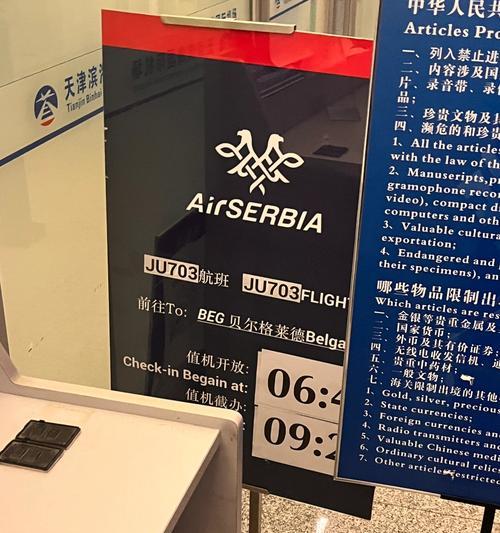 天津滨
Tianjin Binhai
AirSERBIA
JU703航班 JU703FLIGHT
前往To: BEG 贝尔格莱德Belga
值机开放:
Check-in Begain at:
06:4
值机截办:
09:2
中华人民共
Articles Pro
一、列入禁止进
二、内容涉及国
片、录音带、录像
品;
三、珍贵文物及其
四、濒危的和珍贵
1、All the article
with the law of th
2、Manuseripts,pr
gramophone recor
video), compact d
computers and oth
3、Valuable cultura
exportation;
4、Endangered and
their specimens), an
哪些物品限制出
Which articles are res
一、金银等贵重金属及
二、国家货币;
三、外币及其有价证券
四、无线电收发信机、通
五、贵重中药材;
六、一般文物;
七、海关限制出境的其他
1、Gold, silver, preciou
2、State currencies;
3、Foreign currencies and
4、Radio transmitters and
5、Valuable Chinese medi
6、Ordinary cultural relics
7、Other article restricted